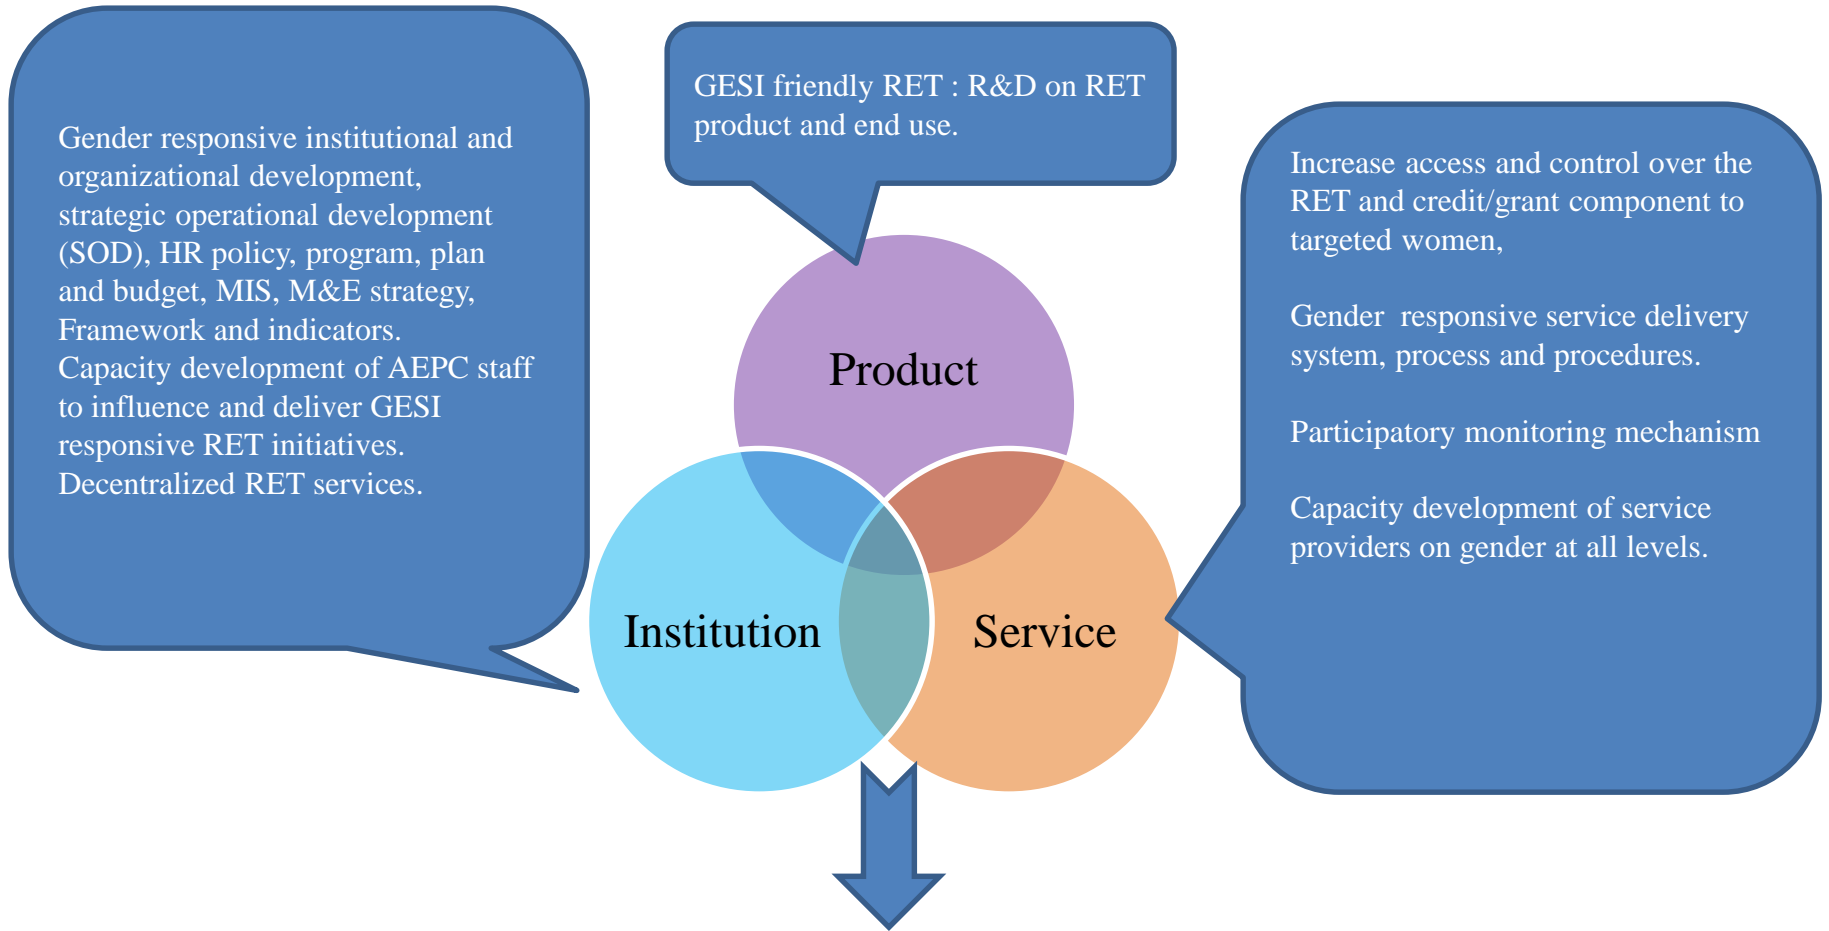 Gender responsive institutional and
organizational development,
strategic operational development
(SOD), HR policy, program, plan
and budget, MIS, M&E strategy,
Framework and indicators.
Capacity development of AEPC staff
to influence and deliver GESI
responsive RET initiatives.
Decentralized RET services.
GESI friendly RET : R&D on RET
product and end use.
Increase access and control over the
RET and credit/grant component to
targeted women,
Gender  responsive service delivery
system, process and procedures.
Participatory monitoring mechanism
Capacity development of service
providers on gender at all levels.
Product
Institution
Service